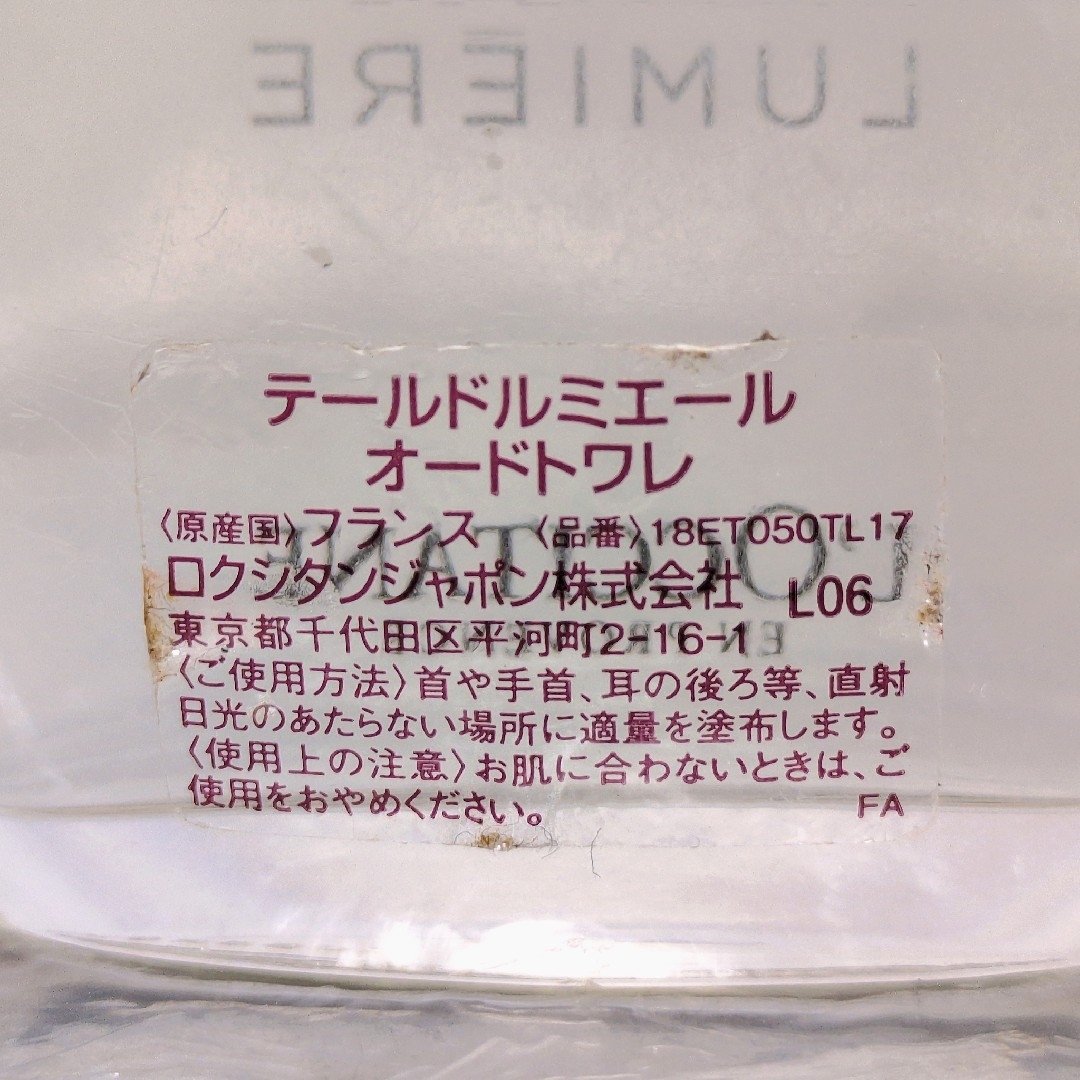 LUMIÈRE
テールドルミエール
オードトワレ
〈原産国〉フランス 〈品番〉18ET050TL17
L'OCCITANE
ロクシタンジャポン株式会社 L06
EN PROVENCE
東京都千代田区平河町2-16-1
〈ご使用方法〉首や手首、耳の後ろ等、直射
日光のあたらない場所に適量を塗布します。
〈使用上の注意〉お肌に合わないときは、ご
使用をおやめください。 FA